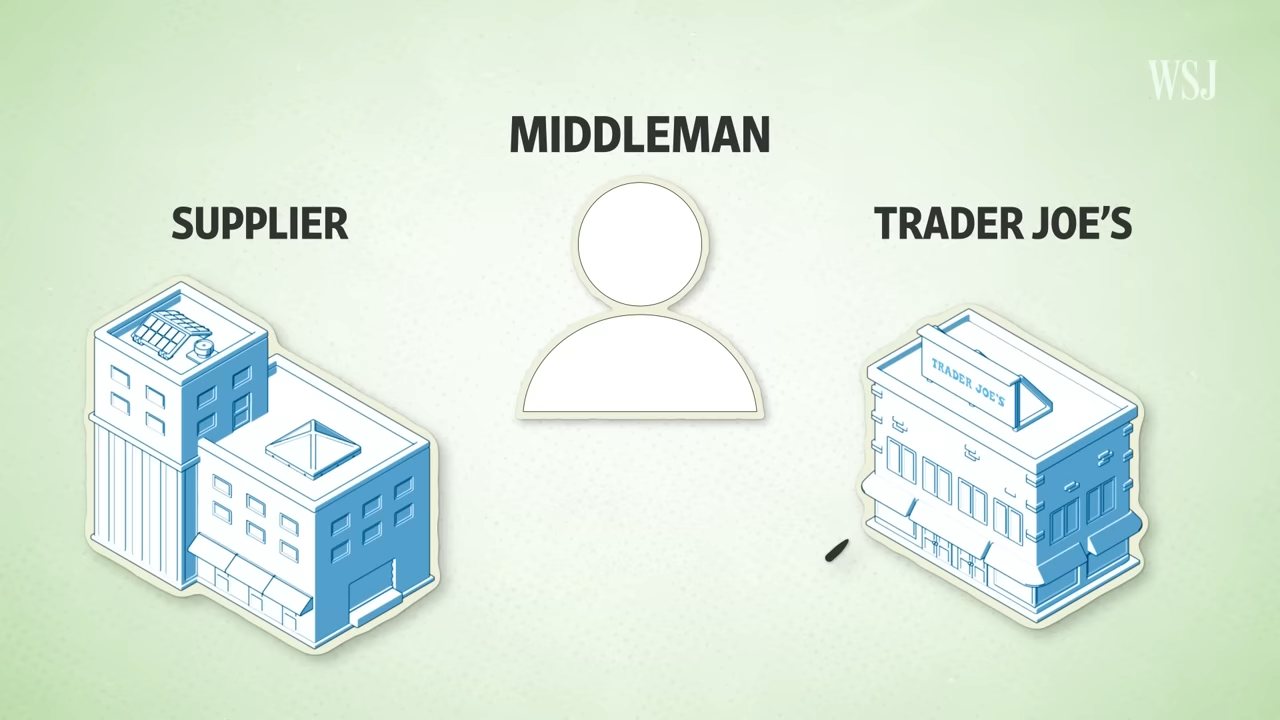 WSJ
MIDDLEMAN
SUPPLIER
TRADER JOE’S
TRADER JOE'S